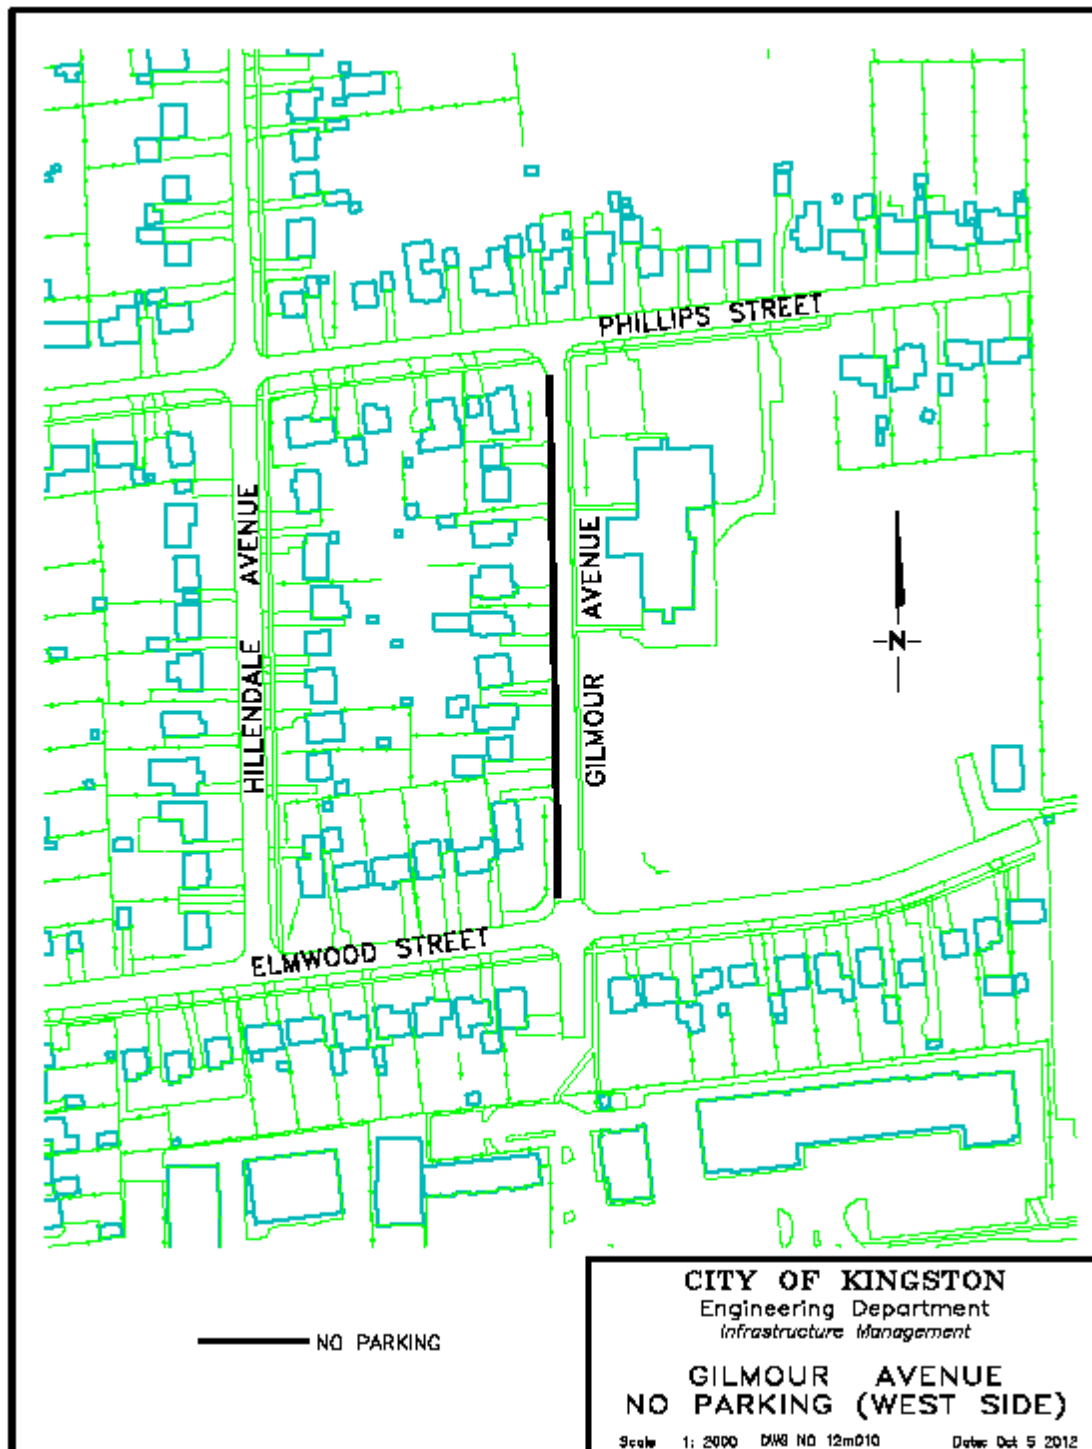 PHILLIPS STREET
HILLENDALE AVENUE
GILMOUR AVENUE
N
ELMWOOD STREET
NO PARKING
CITY OF KINGSTON
Engineering Department
Infrastructure Management
GILMOUR AVENUE
NO PARKING (WEST SIDE)
Scale 1: 2000 DWG NO 12m010 Date: Oct 5 2012